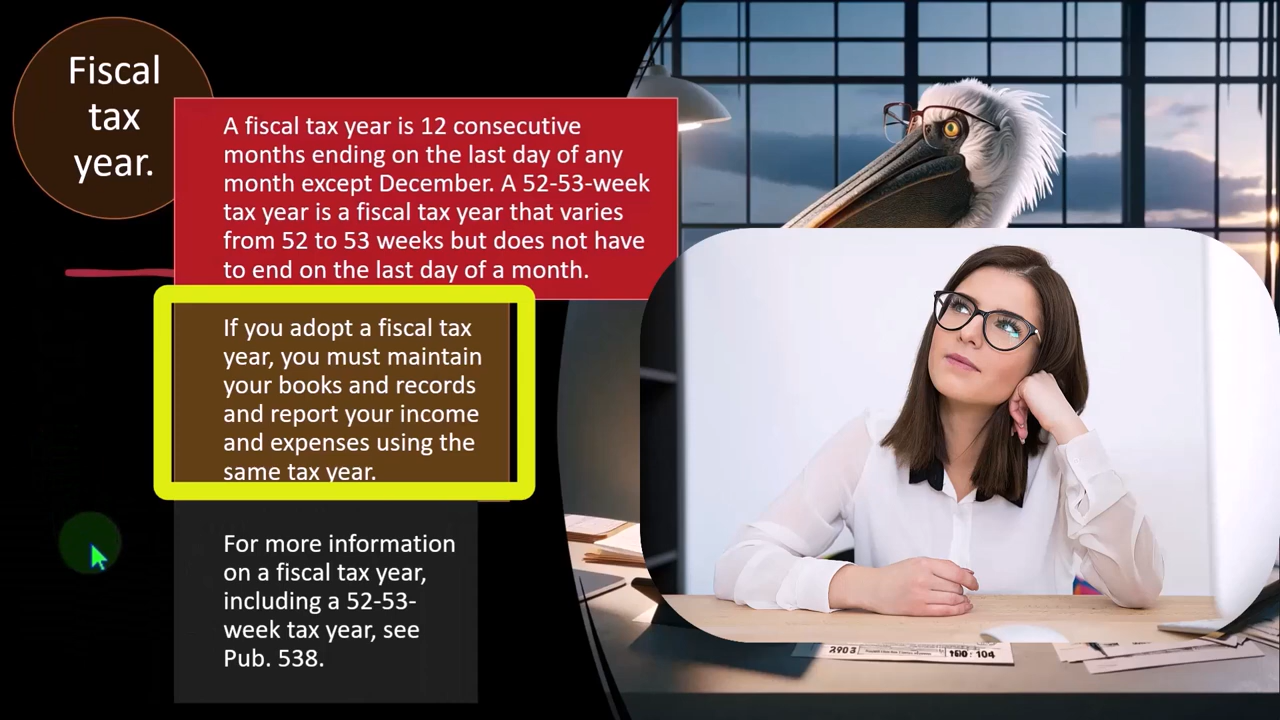 Fiscal
tax
year.
A fiscal tax year is 12 consecutive
months ending on the last day of any
month except December. A 52-53-week
tax year is a fiscal tax year that varies
from 52 to 53 weeks but does not have
to end on the last day of a month.
If you adopt a fiscal tax
year, you must maintain
your books and records
and report your income
and expenses using the
same tax year.
For more information
on a fiscal tax year,
including a 52-53-
week tax year, see
Pub. 538.
2903